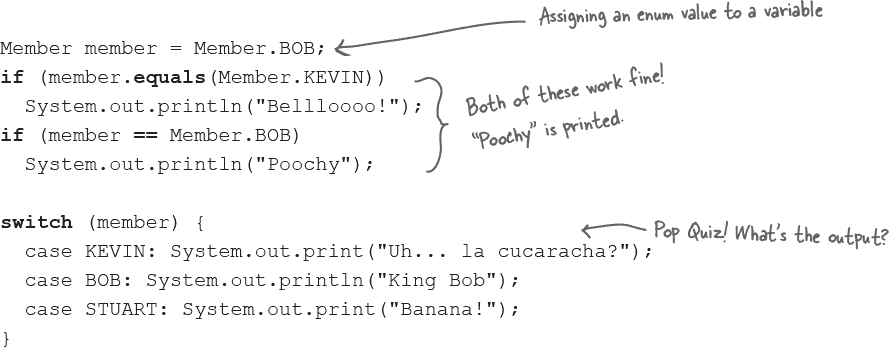 Assigning an enum value to a variable
Member member = Member.BOB;
if (member.equals(Member.KEVIN))
  System.out.println("Bellloooo!");
Both of these work fine!
if (member == Member.BOB)
"Poochy" is printed.
  System.out.println("Poochy");
switch (member) {
Pop Quiz! What's the output?
  case KEVIN: System.out.print("Uh... la cucaracha?");
  case BOB: System.out.println("King Bob");
  case STUART: System.out.print("Banana!");
}